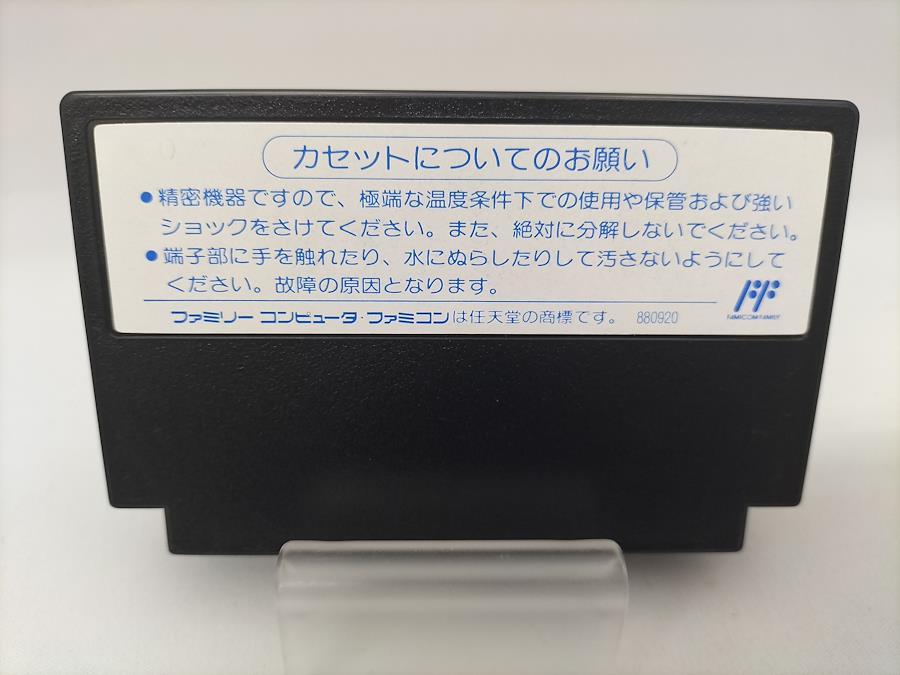 カセットについてのお願い
●精密機器ですので、極端な温度条件下での使用や保管および強い
ショックをさけてください。また、絶対に分解しないでください。
●端子部に手を触れたり、水にぬらしたりして汚さないようにして
ください。故障の原因となります。
FAMICOM FAMILY
ファミリー コンピュータ・ファミコンは任天堂の商標です。 880920